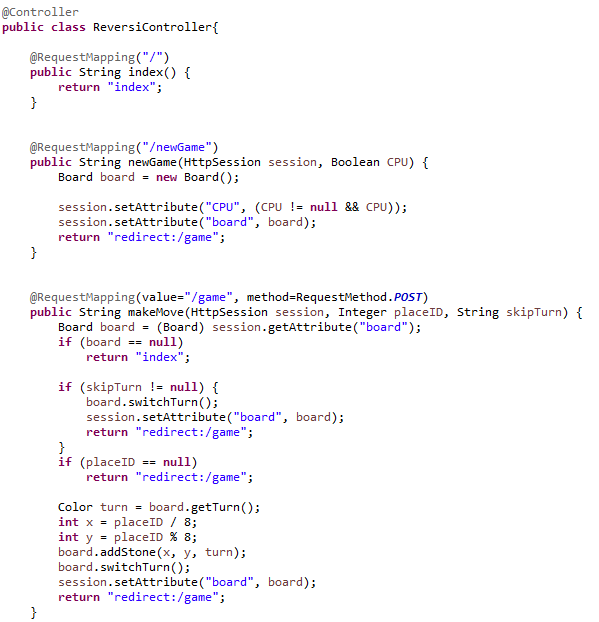 @Controller
public class ReversiController{
@RequestMapping("/")
public String index() {
return "index";
}
@RequestMapping("/newGame")
public String newGame(HttpSession session, Boolean CPU) {
Board board = new Board();
session.setAttribute("CPU", (CPU != null && CPU));
session.setAttribute("board", board);
return "redirect:/game";
}
@RequestMapping(value="/game", method=RequestMethod.POST)
public String makeMove(HttpSession session, Integer placeID, String skipTurn) {
Board board = (Board) session.getAttribute("board");
if (board == null)
return "index";
if (skipTurn != null) {
board.switchTurn();
session.setAttribute("board", board);
return "redirect:/game";
}
if (placeID == null)
return "redirect:/game";
Color turn = board.getTurn();
int x = placeID / 8;
int y = placeID % 8;
board.addStone(x, y, turn);
board.switchTurn();
session.setAttribute("board", board);
return "redirect:/game";
}